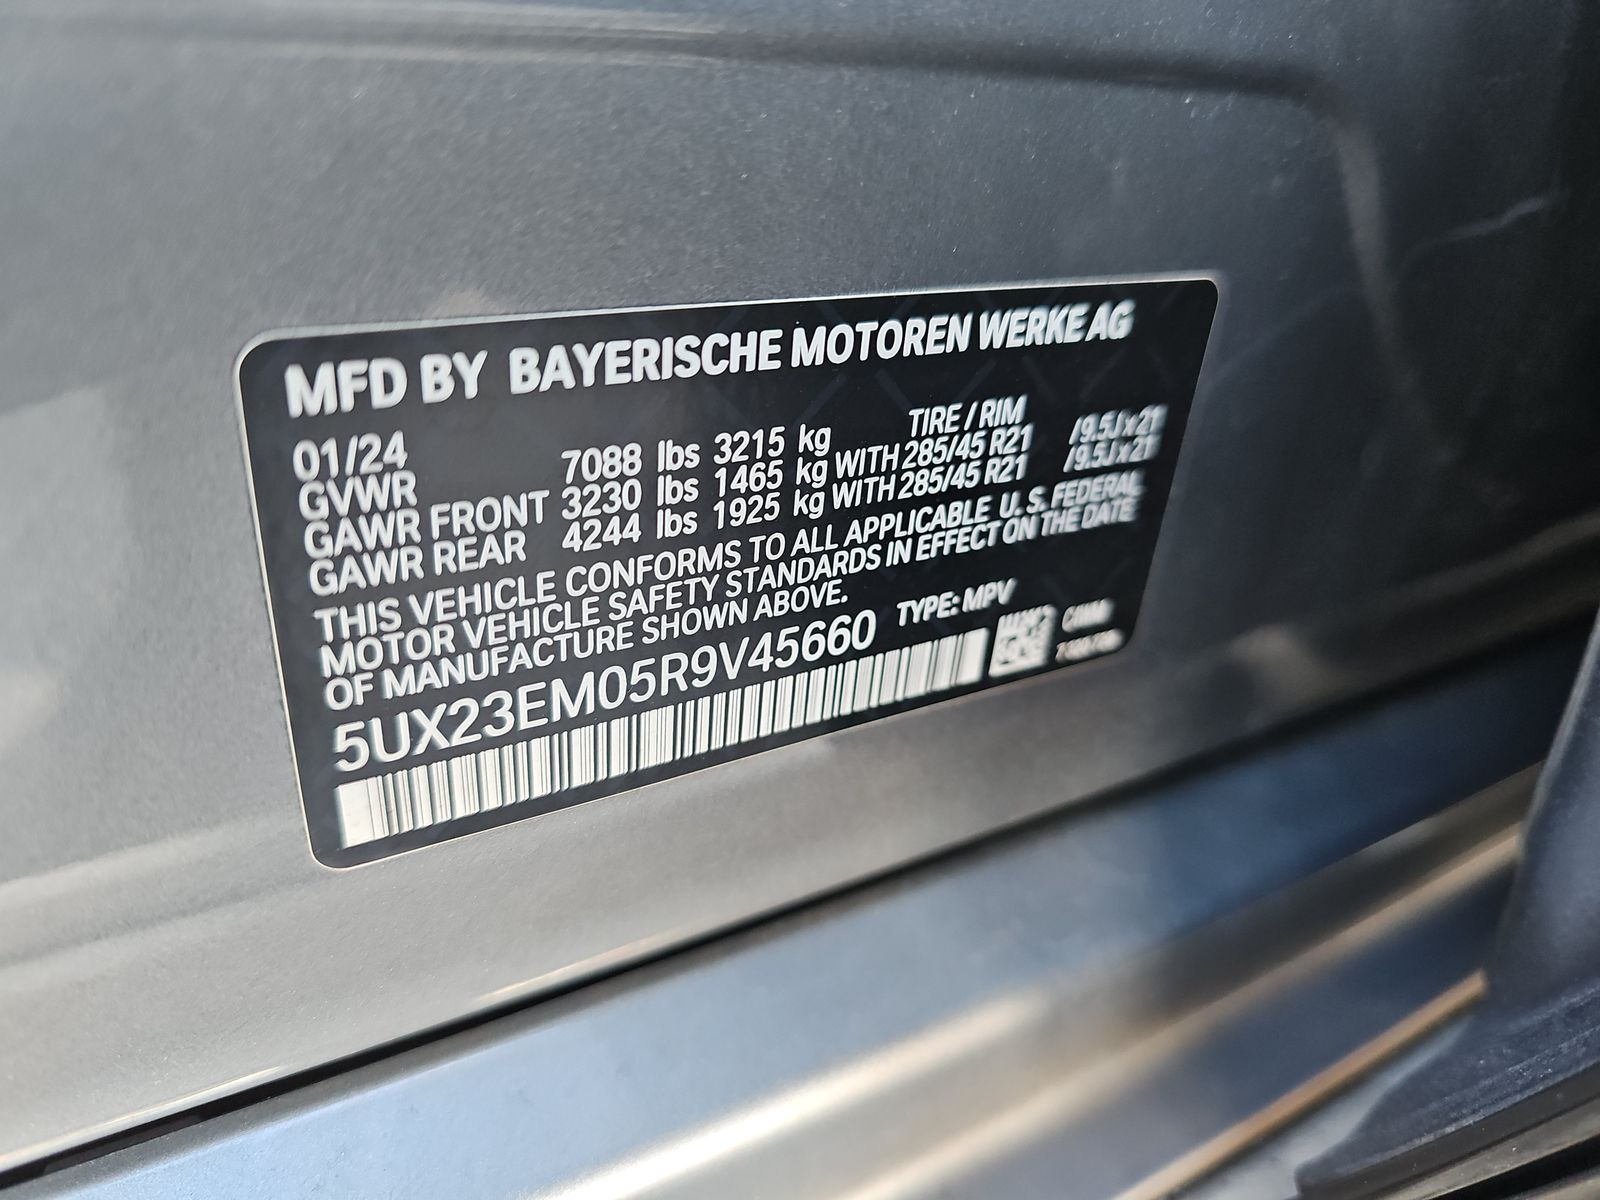 MFD BY BAYERISCHE MOTOREN WERKE AG
01/24 TIRE / RIM
GVWR 7088 lbs 3215 kg
GAWR FRONT 3230 lbs 1465 kg WITH 285/45 R21 /9.5J x 21
GAWR REAR 4244 lbs 1925 kg WITH 285/45 R21 /9.5J x 21
THIS VEHICLE CONFORMS TO ALL APPLICABLE U. S. FEDERAL
MOTOR VEHICLE SAFETY STANDARDS IN EFFECT ON THE DATE
OF MANUFACTURE SHOWN ABOVE.
5UX23EM05R9V45660 TYPE: MPV